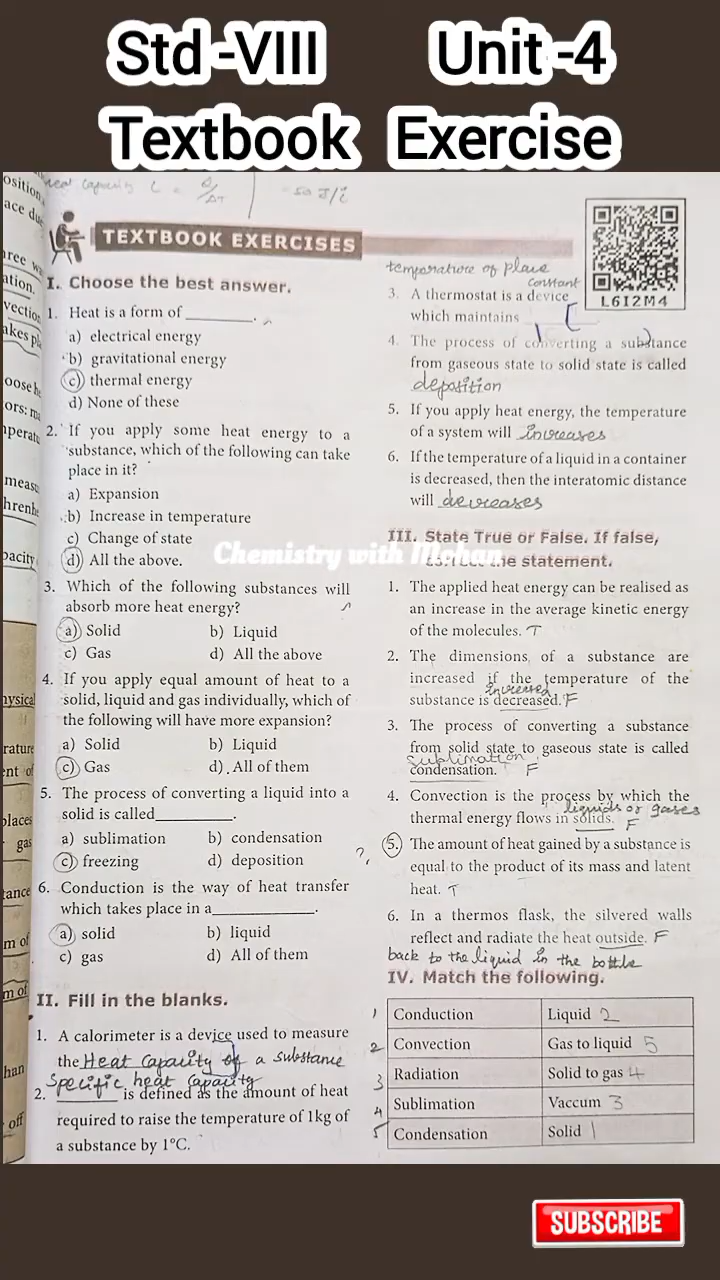 Std -VIII Unit -4
Textbook Exercise
TEXTBOOK EXERCISES
I. Choose the best answer.
1. Heat is a form of ________.
a) electrical energy
b) gravitational energy
c) thermal energy
d) None of these
2. If you apply some heat energy to a
substance, which of the following can take
place in it?
a) Expansion
b) Increase in temperature
c) Change of state
d) All the above.
3. Which of the following substances will
absorb more heat energy?
a) Solid b) Liquid
c) Gas d) All the above
4. If you apply equal amount of heat to a
solid, liquid and gas individually, which of
the following will have more expansion?
a) Solid b) Liquid
c) Gas d) All of them
5. The process of converting a liquid into a
solid is called________.
a) sublimation b) condensation
c) freezing d) deposition
6. Conduction is the way of heat transfer
which takes place in a________.
a) solid b) liquid
c) gas d) All of them
II. Fill in the blanks.
1. A calorimeter is a device used to measure
the Heat Capacity of a substance
Specific heat capacity
2. ________ is defined as the amount of heat
required to raise the temperature of 1kg of
a substance by 1°C.
L6I2M4
temperature of place
constant
3. A thermostat is a device
which maintains
4. The process of converting a substance
from gaseous state to solid state is called
deposition
5. If you apply heat energy, the temperature
of a system will increases
6. If the temperature of a liquid in a container
is decreased, then the interatomic distance
will decreases
Chemistry with Mohan
III. State True or False. If false,
the statement.
1. The applied heat energy can be realised as
an increase in the average kinetic energy
of the molecules. T
2. The dimensions of a substance are
increased if the temperature of the
increased
substance is decreased. F
3. The process of converting a substance
from solid state to gaseous state is called
sublimation
condensation. F
4. Convection is the process by which the
liquids or gases
thermal energy flows in solids. F
?, 5. The amount of heat gained by a substance is
equal to the product of its mass and latent
heat. T
6. In a thermos flask, the silvered walls
reflect and radiate the heat outside. F
back to the liquid in the bottle
IV. Match the following.
1 Conduction Liquid 2
2 Convection Gas to liquid 5
3 Radiation Solid to gas 4
4 Sublimation Vaccum 3
5 Condensation Solid 1
SUBSCRIBE